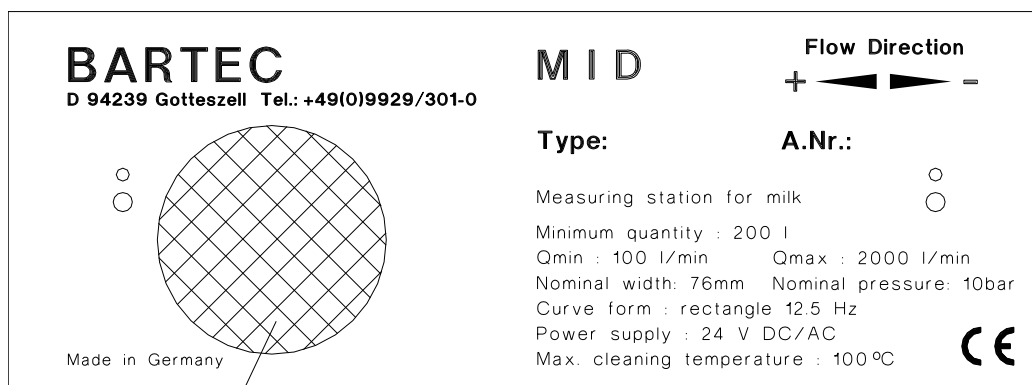 BARTEC
D 94239 Gotteszell Tel.: +49(0)9929/301-0
MID
Flow Direction
+ -
Type: A.Nr.:
Measuring station for milk
Minimum quantity : 200 l
Qmin : 100 l/min Qmax : 2000 l/min
Nominal width: 76mm Nominal pressure: 10bar
Curve form : rectangle 12.5 Hz
Power supply : 24 V DC/AC
Max. cleaning temperature : 100ºC
CE
Made in Germany